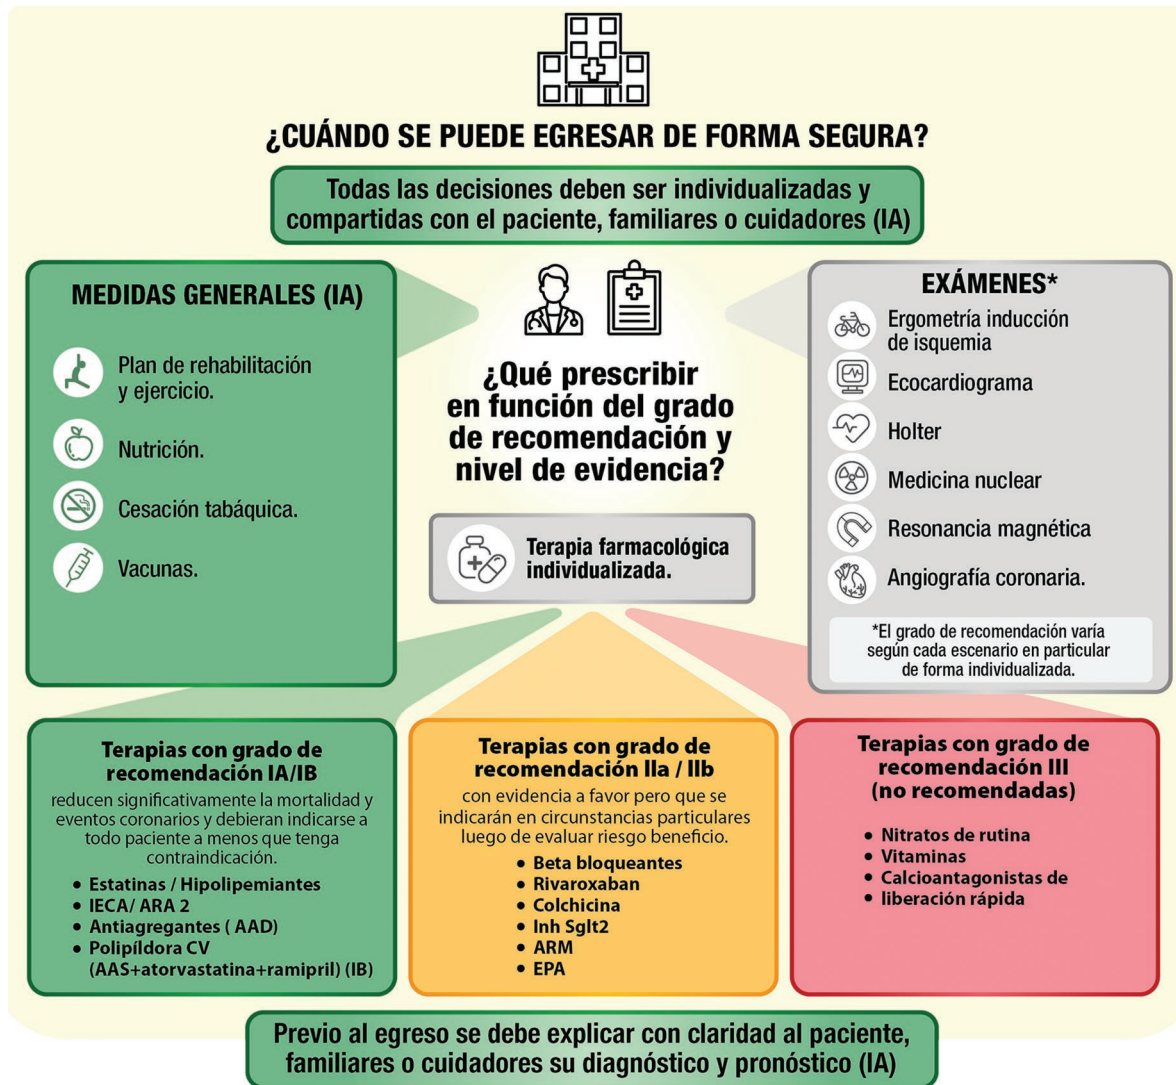 ¿CUÁNDO SE PUEDE EGRESAR DE FORMA SEGURA?
Todas las decisiones deben ser individualizadas y
compartidas con el paciente, familiares o cuidadores (IA)
MEDIDAS GENERALES (IA)
Plan de rehabilitación
y ejercicio.
Nutrición.
Cesación tabáquica.
Vacunas.
¿Qué prescribir
en función del grado
de recomendación y
nivel de evidencia?
Terapia farmacológica
individualizada.
EXÁMENES*
Ergometría inducción
de isquemia
Ecocardiograma
Holter
Medicina nuclear
Resonancia magnética
Angiografía coronaria.
*El grado de recomendación varía
según cada escenario en particular
de forma individualizada.
Terapias con grado de
recomendación IA/IB
reducen significativamente la mortalidad y
eventos coronarios y debieran indicarse a
todo paciente a menos que tenga
contraindicación.
• Estatinas / Hipolipemiantes
• IECA/ ARA 2
• Antiagregantes ( AAD)
• Polipíldora CV
(AAS+atorvastatina+ramipril) (IB)
Terapias con grado de
recomendación IIa / IIb
con evidencia a favor pero que se
indicarán en circunstancias particulares
luego de evaluar riesgo beneficio.
• Beta bloqueantes
• Rivaroxaban
• Colchicina
• Inh Sglt2
• ARM
• EPA
Terapias con grado de
recomendación III
(no recomendadas)
• Nitratos de rutina
• Vitaminas
• Calcioantagonistas de
• liberación rápida
Previo al egreso se debe explicar con claridad al paciente,
familiares o cuidadores su diagnóstico y pronóstico (IA)